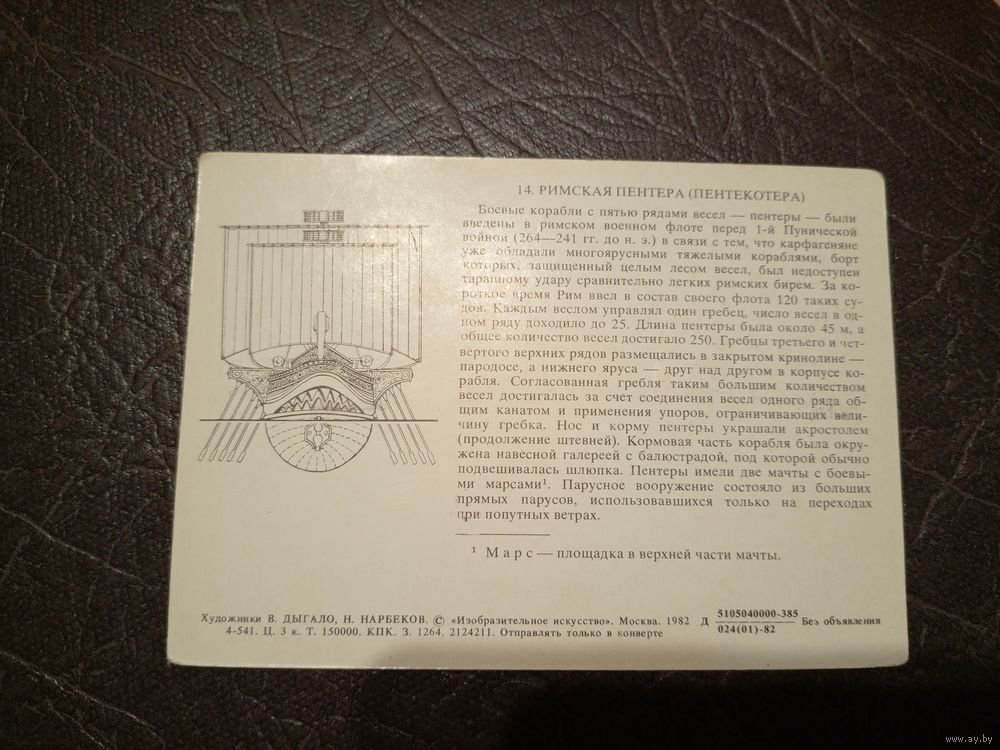 14. РИМСКАЯ ПЕНТЕРА (ПЕНТЕКОТЕРА)
Боевые корабли с пятью рядами весел — пентеры — были
введены в римском военном флоте перед 1-й Пунической
войной (264—241 гг. до н. э.) в связи с тем, что карфагеняне
уже обладали многоярусными тяжелыми кораблями, борт
которых, защищенный целым лесом весел, был недоступен
таранному удару сравнительно легких римских бирем. За ко-
роткое время Рим ввел в состав своего флота 120 таких су-
дов. Каждым веслом управлял один гребец, число весел в од-
ном ряду доходило до 25. Длина пентеры была около 45 м, а
общее количество весел достигало 250. Гребцы третьего и чет-
вертого верхних рядов размещались в закрытом кринолине —
пародосе, а нижнего яруса — друг над другом в корпусе ко-
рабля. Согласованная гребля таким большим количеством
весел достигалась за счет соединения весел одного ряда об-
щим канатом и применения упоров, ограничивающих вели-
чину гребка. Нос и корму пентеры украшали акростолем
(продолжение штевней). Кормовая часть корабля была окру-
жена навесной галереей с балюстрадой, под которой обычно
подвешивалась шлюпка. Пентеры имели две мачты с боевы-
ми марсами¹. Парусное вооружение состояло из больших
прямых парусов, использовавшихся только на переходах
при попутных ветрах.
¹ Марс — площадка в верхней части мачты.
Художники В. ДЫГАЛО, Н. НАРБЕКОВ. © «Изобразительное искусство». Москва. 1982 Д 5105040000-385 / 024(01)-82 Без объявления
4-541. Ц. 3 к. Т. 150000. КПК. З. 1264. 2124211. Отправлять только в конверте
www.ay.by